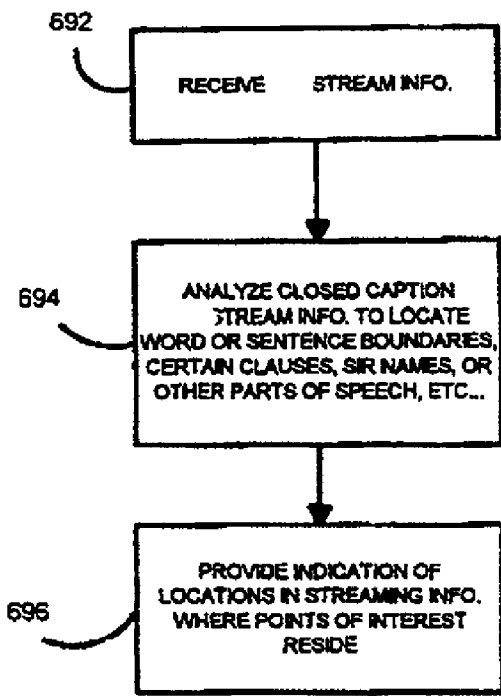 692
RECEIVE STREAM INFO.
694
ANALYZE CLOSED CAPTION
STREAM INFO. TO LOCATE
WORD OR SENTENCE BOUNDARIES,
CERTAIN CLAUSES, SIR NAMES, OR
OTHER PARTS OF SPEECH, ETC...
696
PROVIDE INDICATION OF
LOCATIONS IN STREAMING INFO.
WHERE POINTS OF INTEREST
RESIDE